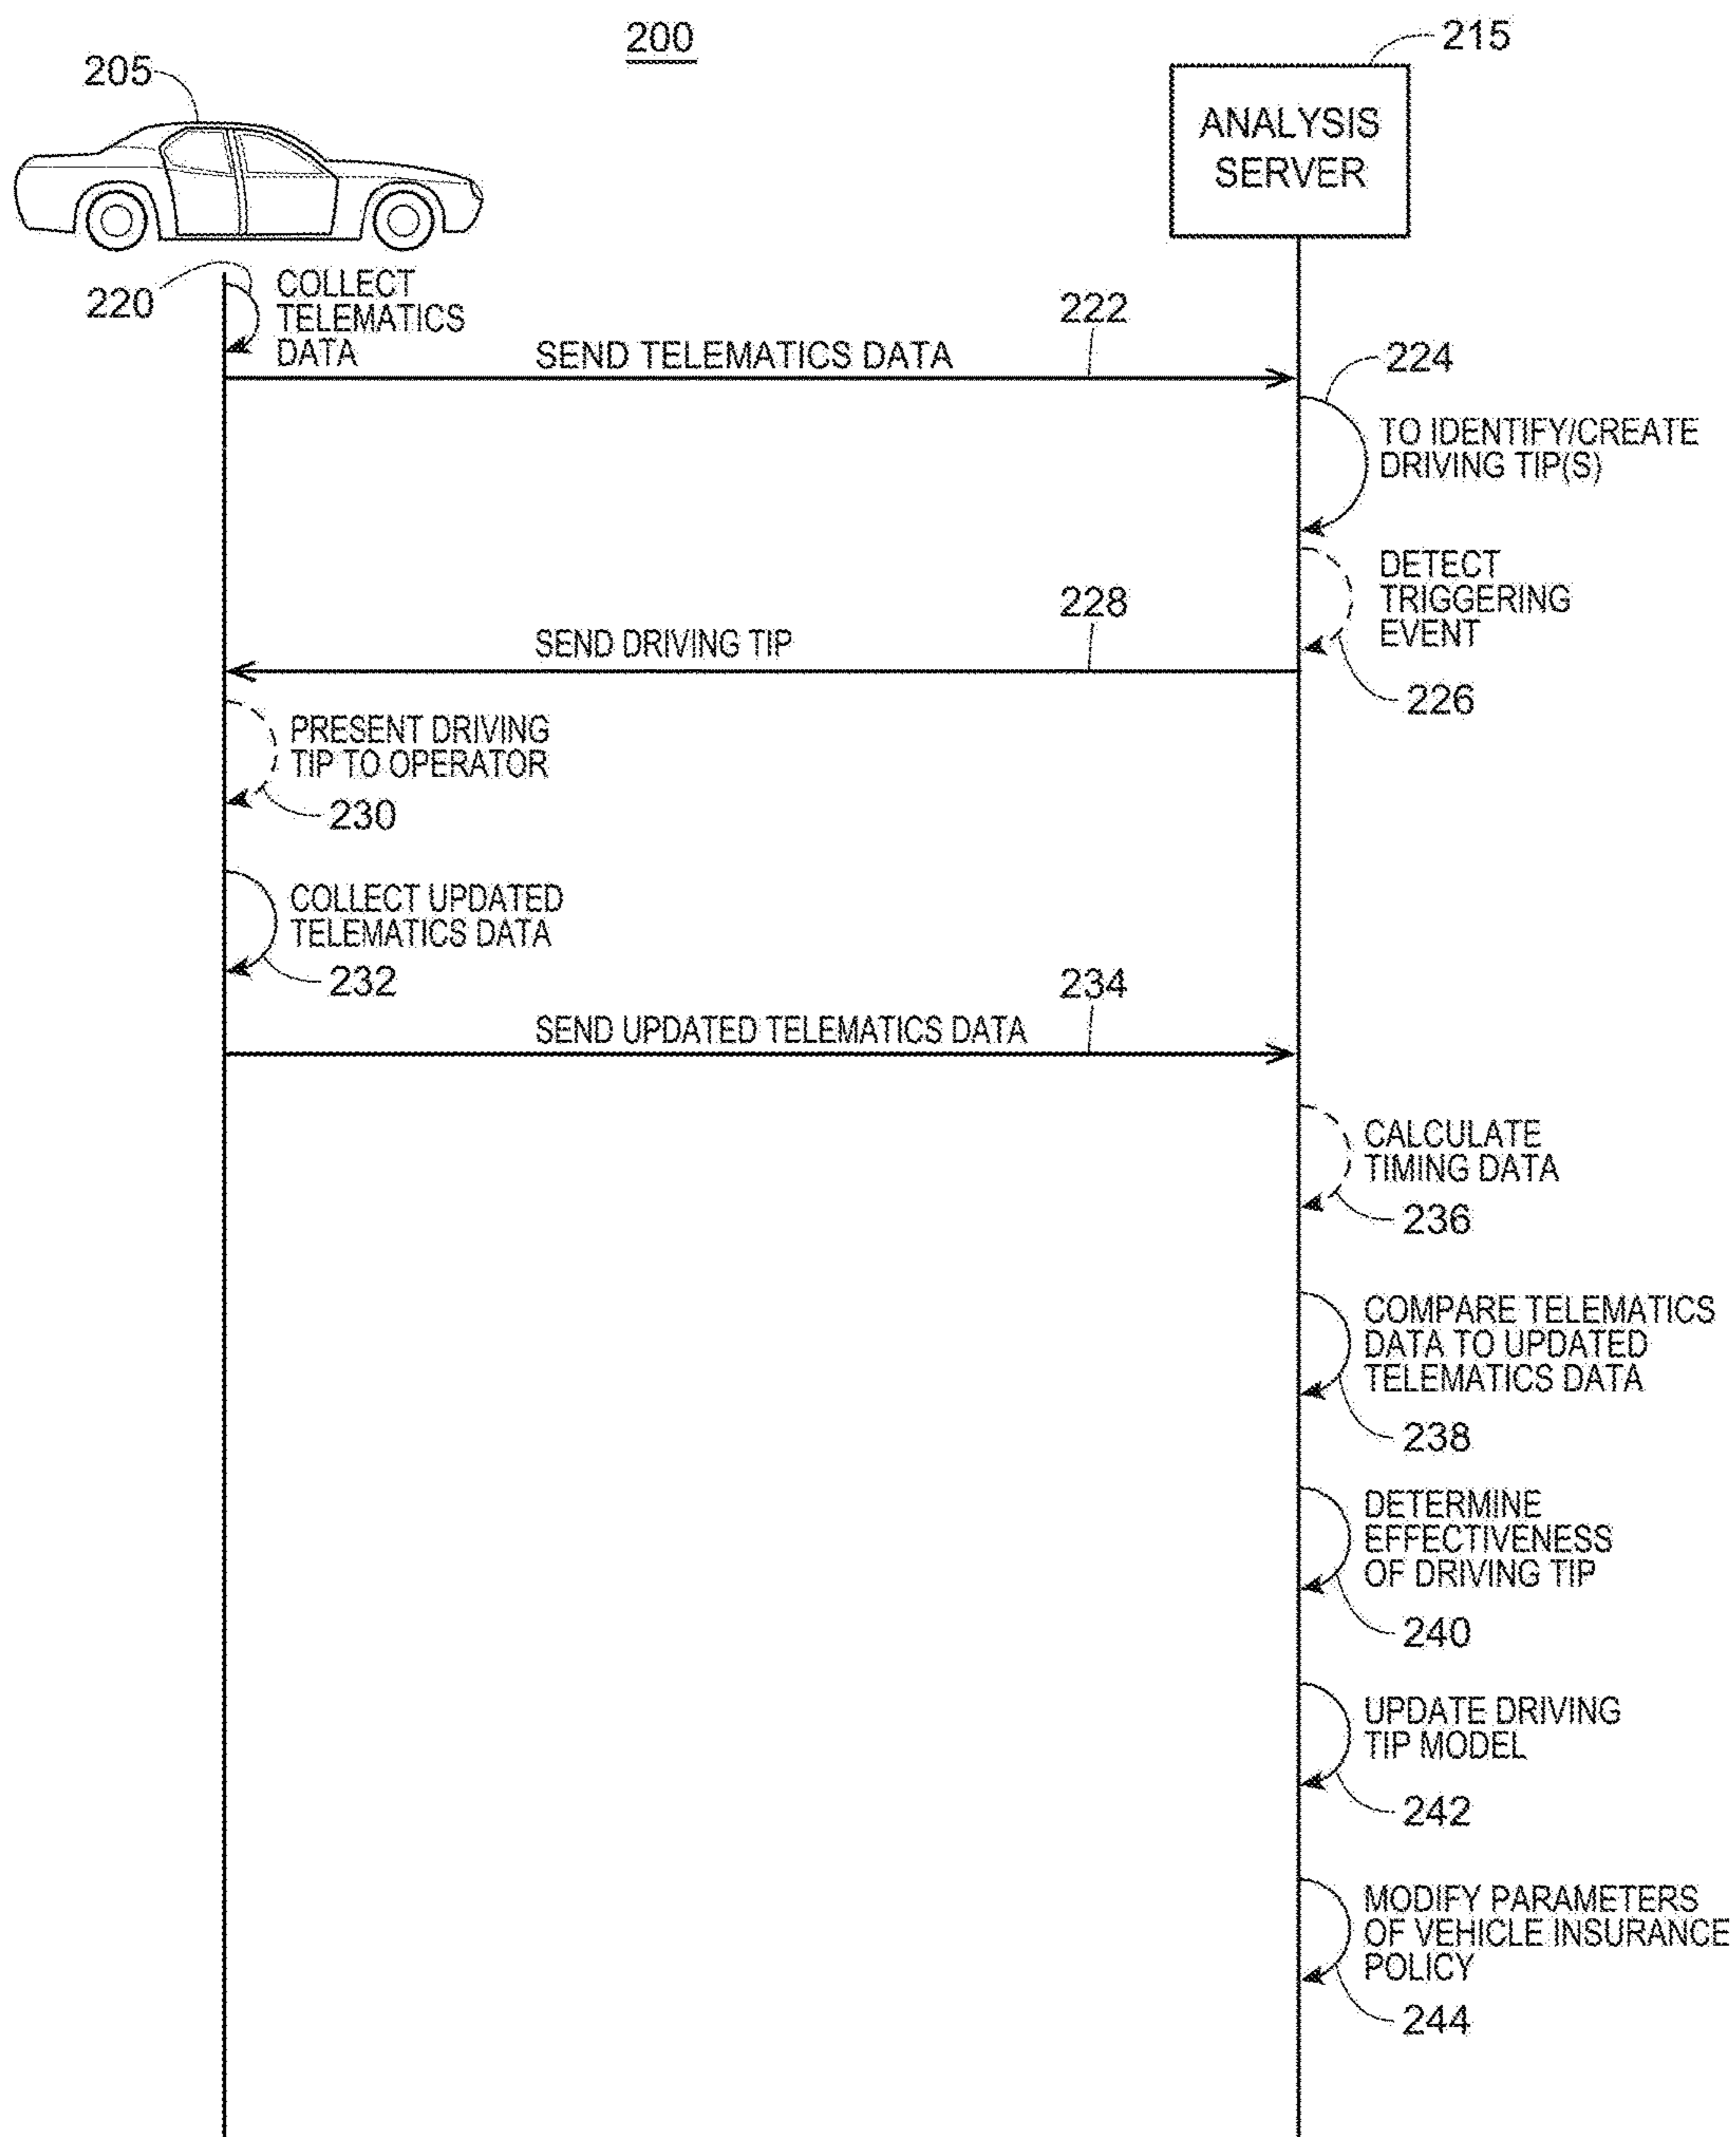 200
215
205
ANALYSIS
SERVER
220
COLLECT
TELEMATICS
DATA
222
SEND TELEMATICS DATA
224
TO IDENTIFY/CREATE
DRIVING TIP(S)
DETECT
TRIGGERING
EVENT
226
228
SEND DRIVING TIP
PRESENT DRIVING
TIP TO OPERATOR
230
COLLECT UPDATED
TELEMATICS DATA
232
234
SEND UPDATED TELEMATICS DATA
CALCULATE
TIMING DATA
236
COMPARE TELEMATICS
DATA TO UPDATED
TELEMATICS DATA
238
DETERMINE
EFFECTIVENESS
OF DRIVING TIP
240
UPDATE DRIVING
TIP MODEL
242
MODIFY PARAMETERS
OF VEHICLE INSURANCE
POLICY
244